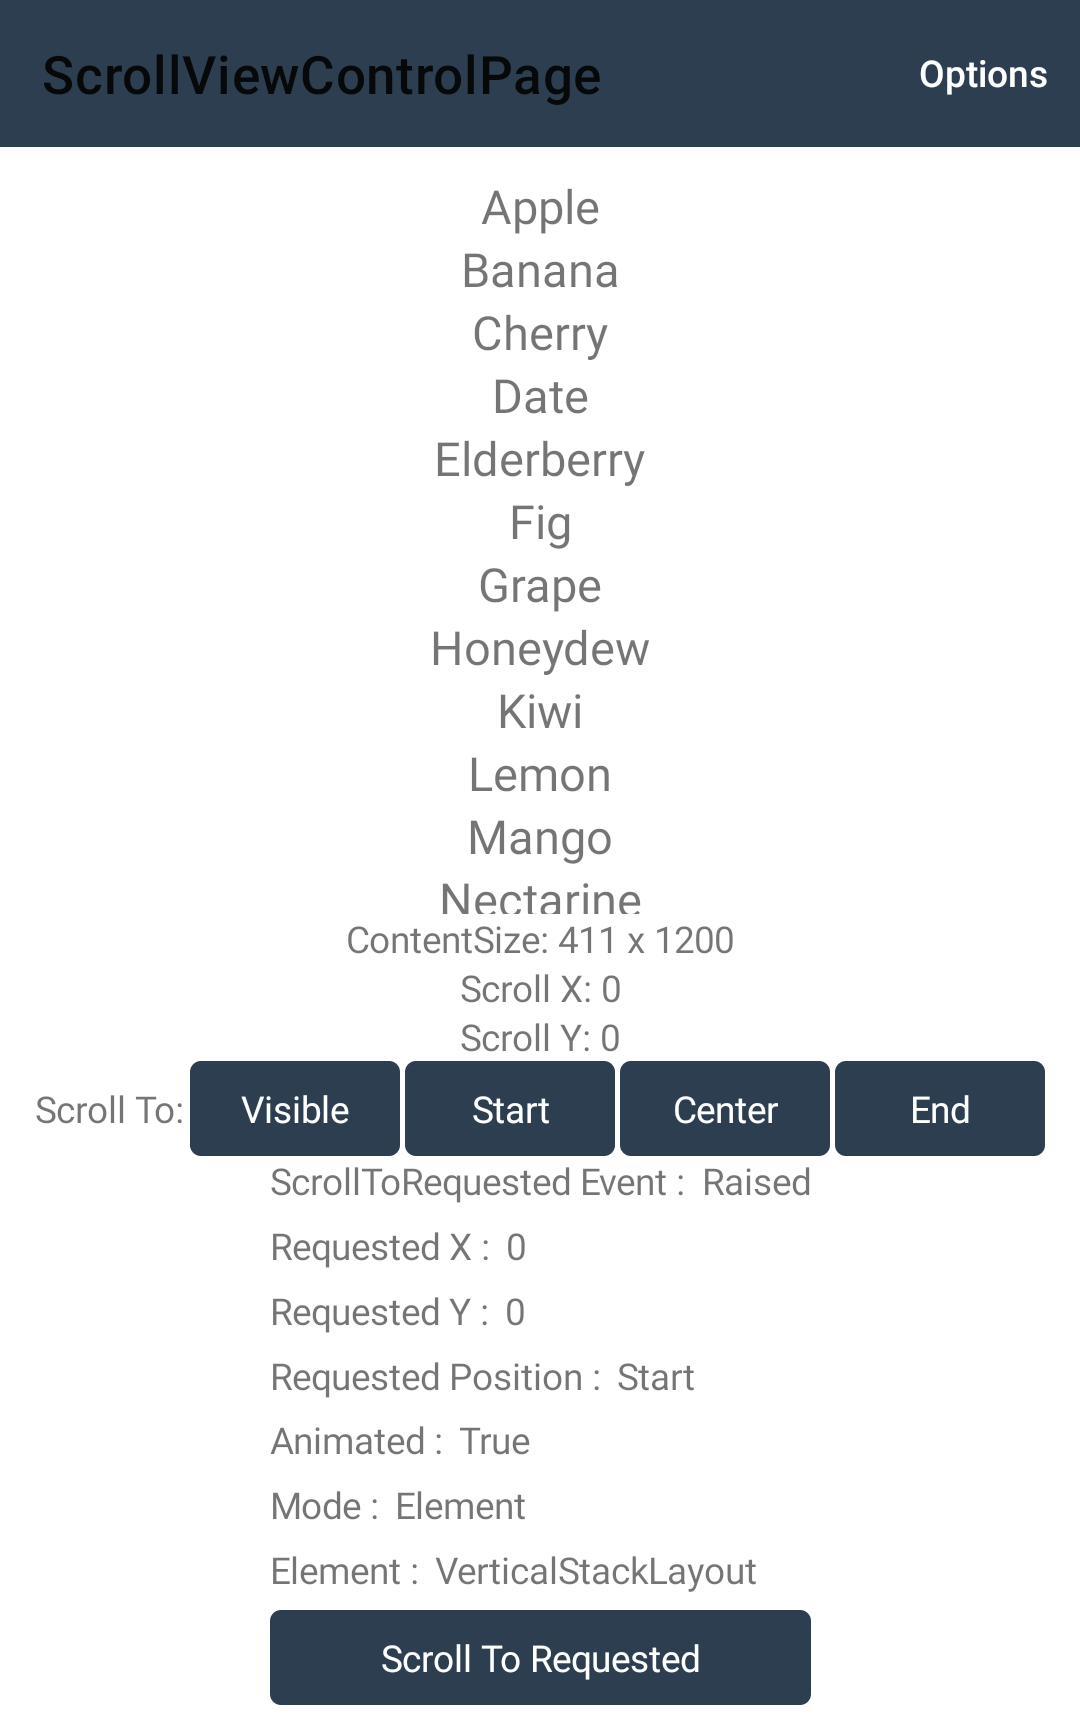 ScrollViewControlPage Options
Apple
Banana
Cherry
Date
Elderberry
Fig
Grape
Honeydew
Kiwi
Lemon
Mango
Nectarine
ContentSize: 411 x 1200
Scroll X: 0
Scroll Y: 0
Scroll To: Visible Start Center End
ScrollToRequested Event : Raised
Requested X : 0
Requested Y : 0
Requested Position : Start
Animated : True
Mode : Element
Element : VerticalStackLayout
Scroll To Requested